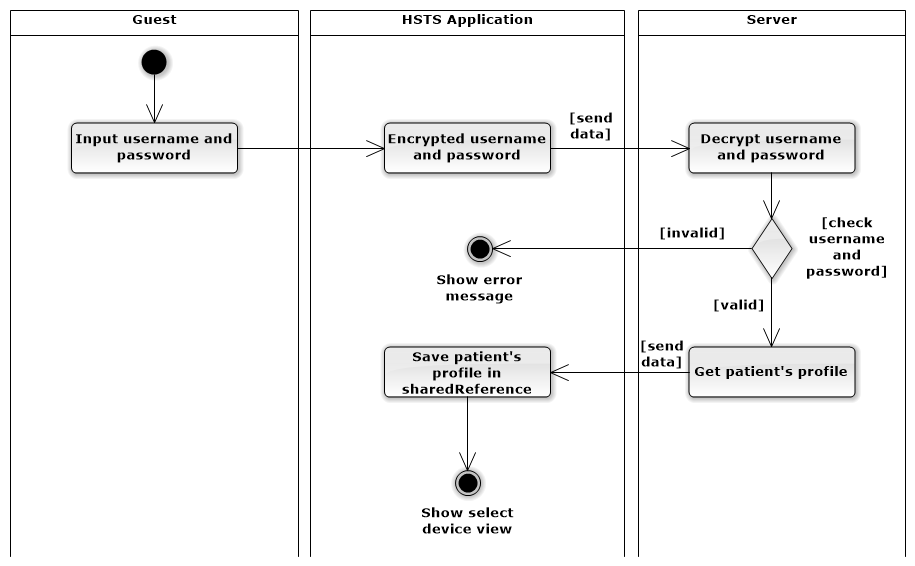 Guest
HSTS Application
Server
Input username and
password
Encrypted username
and password
[send
data]
Decrypt username
and password
[check
username
and
password]
[invalid]
Show error
message
[valid]
Get patient's profile
[send
data]
Save patient's
profile in
sharedReference
Show select
device view